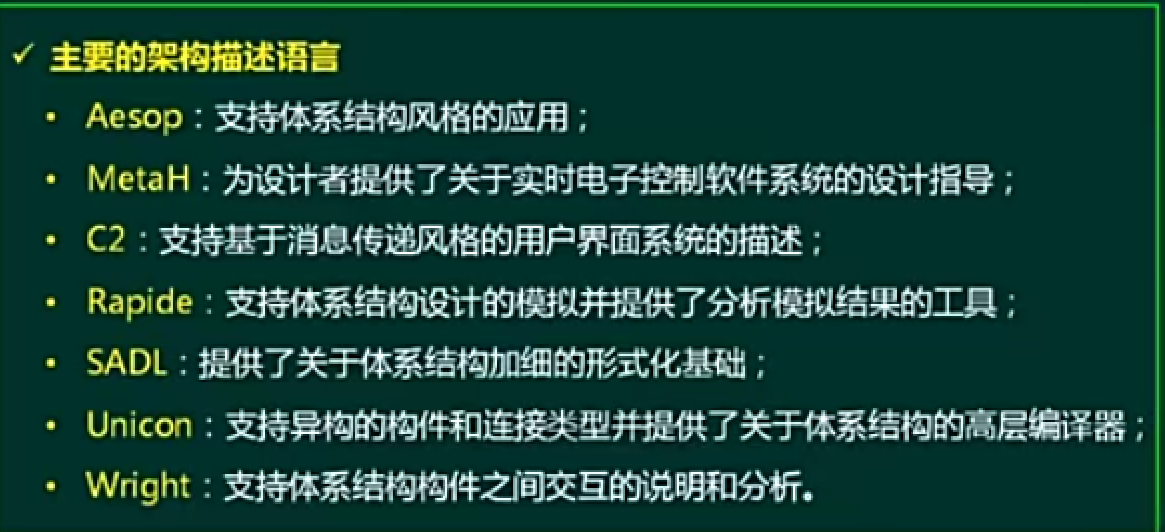 ✓ 主要的架构描述语言
• Aesop：支持体系结构风格的应用；
• MetaH：为设计者提供了关于实时电子控制软件系统的设计指导；
• C2：支持基于消息传递风格的用户界面系统的描述；
• Rapide：支持体系结构设计的模拟并提供了分析模拟结果的工具；
• SADL：提供了关于体系结构加细的形式化基础；
• Unicon：支持异构的构件和连接类型并提供了关于体系结构的高层编译器；
• Wright：支持体系结构构件之间交互的说明和分析。